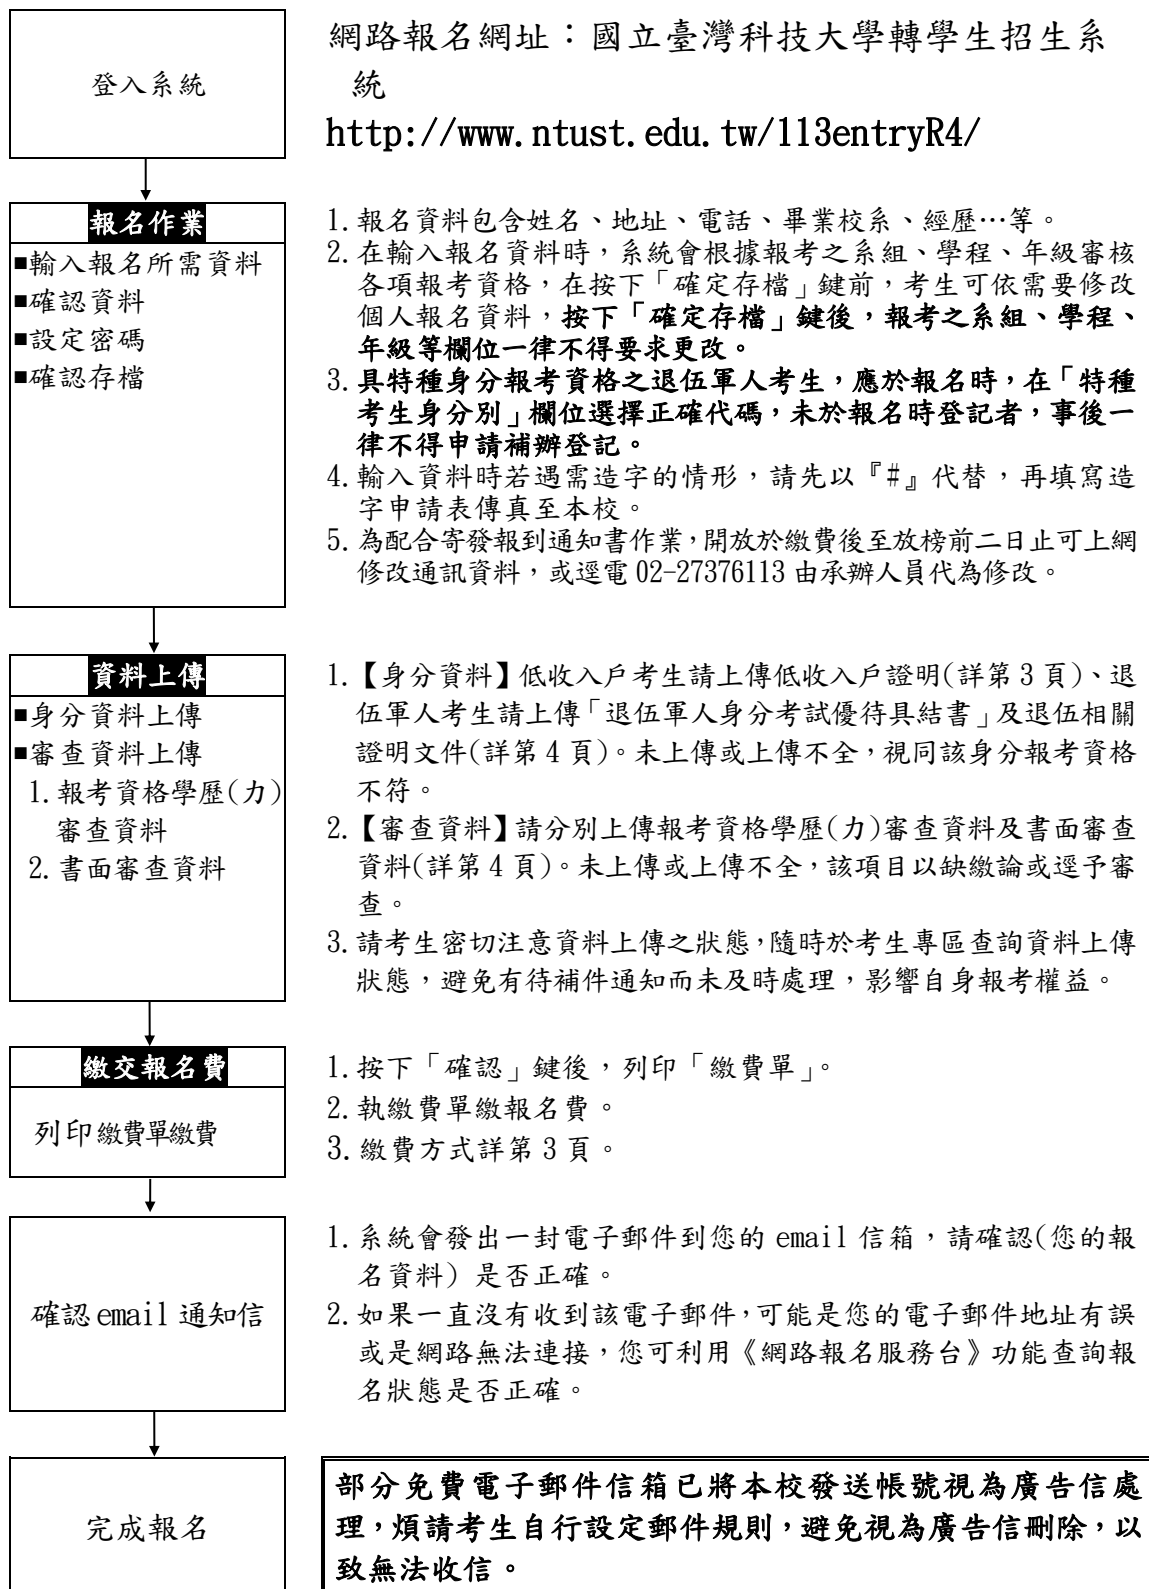 登入系統
網路報名網址：國立臺灣科技大學轉學生招生系
統
http://www.ntust.edu.tw/113entryR4/
報名作業
■輸入報名所需資料
■確認資料
■設定密碼
■確認存檔
1.報名資料包含姓名、地址、電話、畢業校系、經歷…等。
2.在輸入報名資料時，系統會根據報考之系組、學程、年級審核
各項報考資格，在按下「確定存檔」鍵前，考生可依需要修改
個人報名資料，按下「確定存檔」鍵後，報考之系組、學程、
年級等欄位一律不得要求更改。
3.具特種身分報考資格之退伍軍人考生，應於報名時，在「特種
考生身分別」欄位選擇正確代碼，未於報名時登記者，事後一
律不得申請補辦登記。
4.輸入資料時若遇需造字的情形，請先以『#』代替，再填寫造
字申請表傳真至本校。
5.為配合寄發報到通知書作業，開放於繳費後至放榜前二日止可上網
修改通訊資料，或逕電 02-27376113 由承辦人員代為修改。
資料上傳
■身分資料上傳
■審查資料上傳
1.報考資格學歷(力)
審查資料
2.書面審查資料
1.【身分資料】低收入戶考生請上傳低收入戶證明(詳第 3 頁)、退
伍軍人考生請上傳「退伍軍人身分考試優待具結書」及退伍相關
證明文件(詳第 4 頁)。未上傳或上傳不全，視同該身分報考資格
不符。
2.【審查資料】請分別上傳報考資格學歷(力)審查資料及書面審查
資料(詳第 4 頁)。未上傳或上傳不全，該項目以缺繳論或逕予審
查。
3.請考生密切注意資料上傳之狀態，隨時於考生專區查詢資料上傳
狀態，避免有待補件通知而未及時處理，影響自身報考權益。
繳交報名費
列印繳費單繳費
1.按下「確認」鍵後，列印「繳費單」。
2.執繳費單繳報名費。
3.繳費方式詳第 3 頁。
確認 email 通知信
1.系統會發出一封電子郵件到您的 email 信箱，請確認(您的報
名資料) 是否正確。
2.如果一直沒有收到該電子郵件，可能是您的電子郵件地址有誤
或是網路無法連接，您可利用《網路報名服務台》功能查詢報
名狀態是否正確。
完成報名
部分免費電子郵件信箱已將本校發送帳號視為廣告信處
理，煩請考生自行設定郵件規則，避免視為廣告信刪除，以
致無法收信。